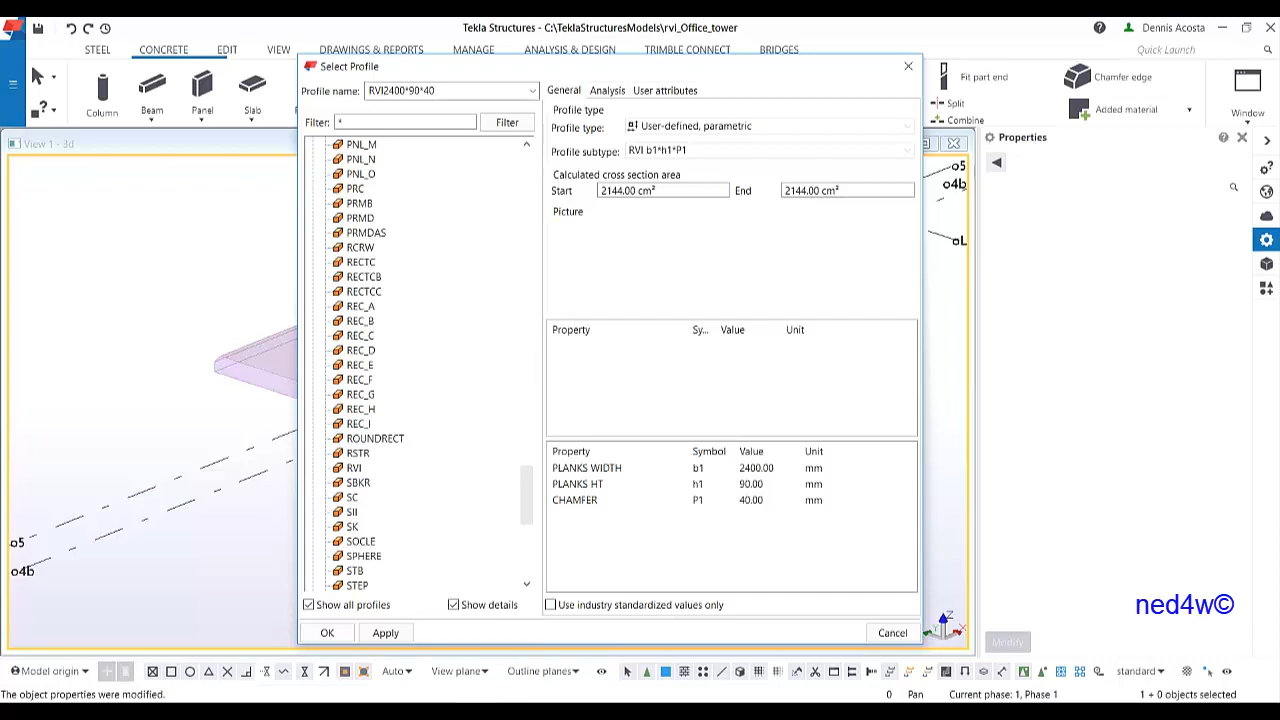 Tekla Structures - C:\TeklaStructuresModels\rvi_Office_tower
Dennis Acosta
STEEL CONCRETE EDIT VIEW DRAWINGS & REPORTS MANAGE ANALYSIS & DESIGN TRIMBLE CONNECT BRIDGES
Quick Launch
Column
Beam
Panel
Slab
Fit part end
Split
Combine
Chamfer edge
Added material
Window
Select Profile
Profile name: RVI2400*90*40
Filter: * Filter
PNL_M
PNL_N
PNL_O
PRC
PRMB
PRMD
PRMDAS
RCRW
RECTC
RECTCB
RECTCC
REC_A
REC_B
REC_C
REC_D
REC_E
REC_F
REC_G
REC_H
REC_I
ROUNDRECT
RSTR
RVI
SBKR
SC
SII
SK
SOCLE
SPHERE
STB
STEP
Show all profiles Show details
OK Apply Cancel
General Analysis User attributes
Profile type
Profile type: User-defined, parametric
Profile subtype: RVI b1*h1*P1
Calculated cross section area
Start 2144.00 cm² End 2144.00 cm²
Picture
Property Sy... Value Unit
Property Symbol Value Unit
PLANKS WIDTH b1 2400.00 mm
PLANKS HT h1 90.00 mm
CHAMFER P1 40.00 mm
Use industry standardized values only
View 1 - 3d
o5
o4b
o5
o4b
oL
Z
Properties
Modify
ned4w©
Model origin
Auto
View plane
Outline planes
standard
The object properties were modified.
0 Pan Current phase: 1, Phase 1 1 + 0 objects selected